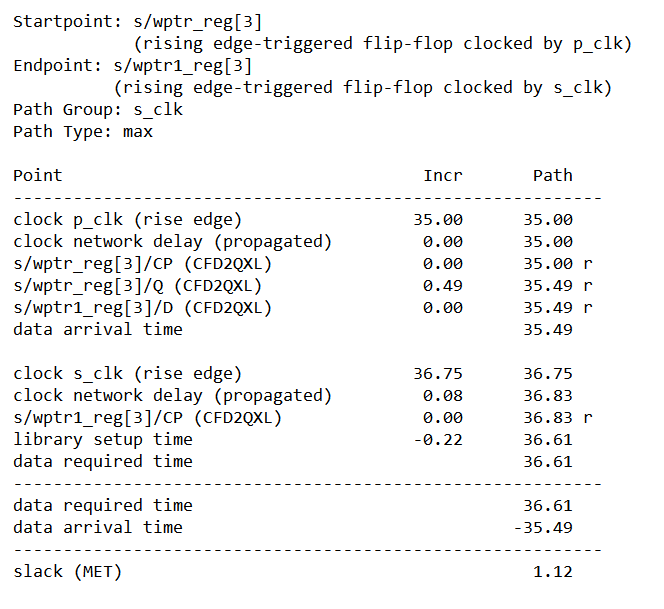 Startpoint: s/wptr_reg[3]
(rising edge-triggered flip-flop clocked by p_clk)
Endpoint: s/wptr1_reg[3]
(rising edge-triggered flip-flop clocked by s_clk)
Path Group: s_clk
Path Type: max
Point Incr Path
------------------------------------------------------------
clock p_clk (rise edge) 35.00 35.00
clock network delay (propagated) 0.00 35.00
s/wptr_reg[3]/CP (CFD2QXL) 0.00 35.00 r
s/wptr_reg[3]/Q (CFD2QXL) 0.49 35.49 r
s/wptr1_reg[3]/D (CFD2QXL) 0.00 35.49 r
data arrival time 35.49
clock s_clk (rise edge) 36.75 36.75
clock network delay (propagated) 0.08 36.83
s/wptr1_reg[3]/CP (CFD2QXL) 0.00 36.83 r
library setup time -0.22 36.61
data required time 36.61
------------------------------------------------------------
data required time 36.61
data arrival time -35.49
------------------------------------------------------------
slack (MET) 1.12